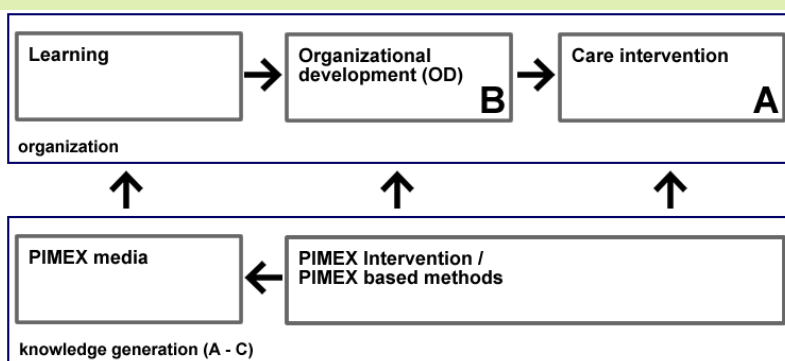 Learning
Organizational
development (OD)
B
Care intervention
A
organization
PIMEX media
PIMEX Intervention /
PIMEX based methods
knowledge generation (A - C)